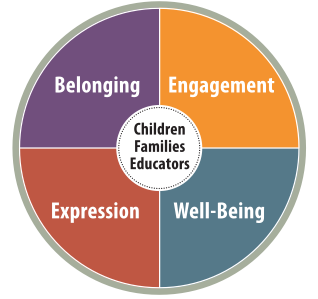 Belonging
Engagement
Children
Families
Educators
Expression
Well-Being